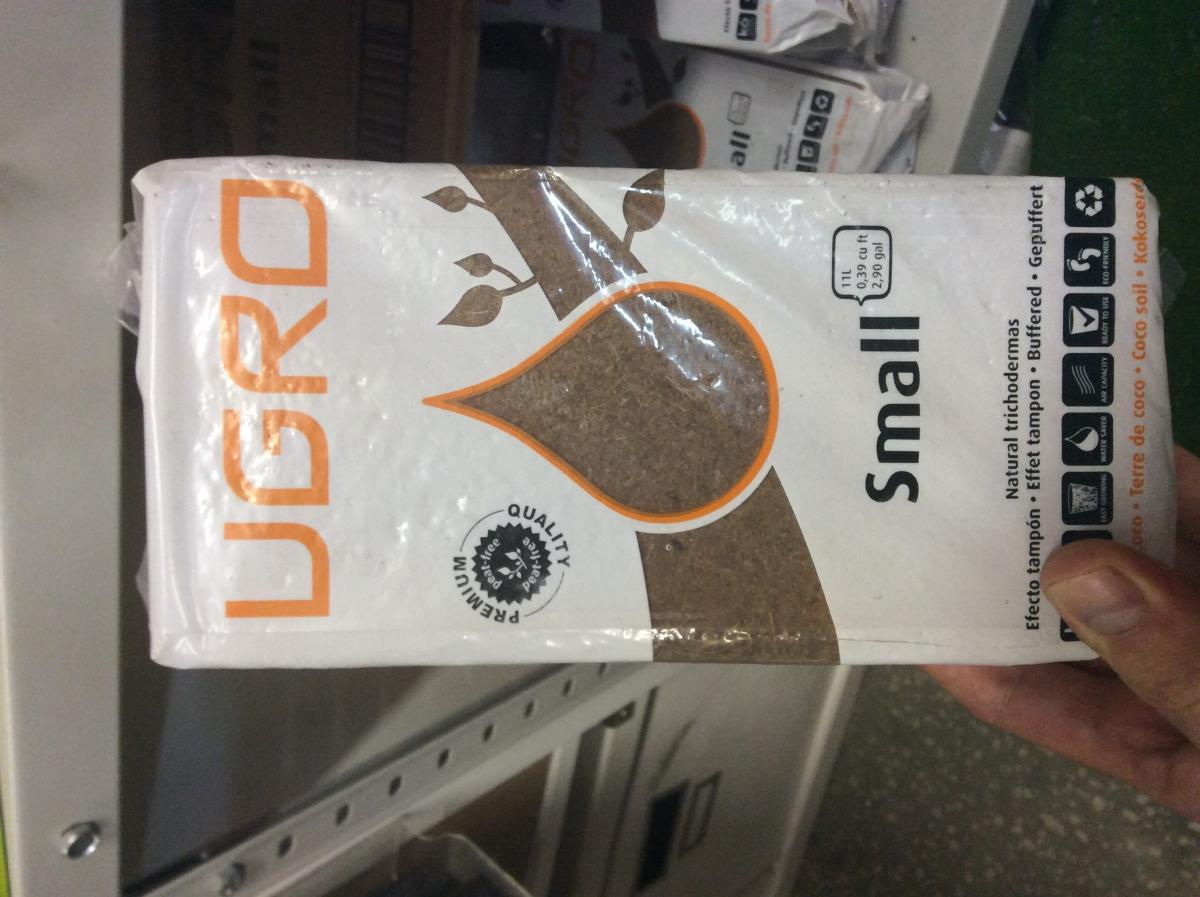 UGRO
PREMIUM
QUALITY
peat-free
peat-free
Small
11L
0,39 cu ft
2,90 gal
Natural trichodermas
Efecto tampón • Effet tampon • Buffered • Gepuffert
EASY GROWING
WATER SAVER
AIR CAPACITY
READY TO USE
ECO-FRIENDLY
coco • Terre de coco • Coco soil •